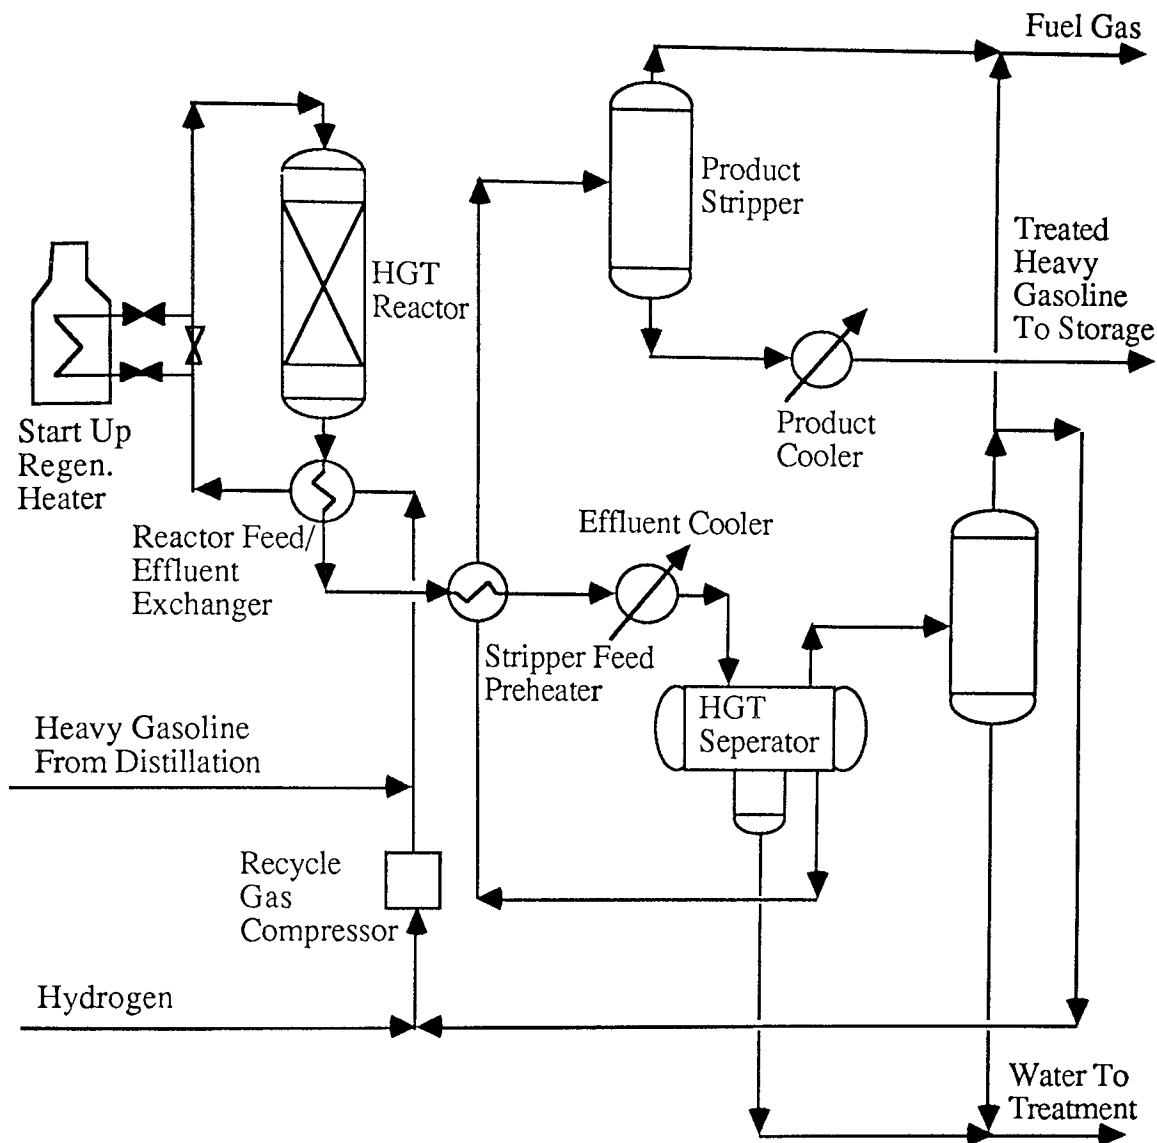 Fuel Gas
Product
Stripper
Treated
Heavy
Gasoline
To Storage
HGT
Reactor
Start Up
Regen.
Heater
Product
Cooler
Reactor Feed/
Effluent
Exchanger
Effluent Cooler
Stripper Feed
Preheater
HGT
Seperator
Heavy Gasoline
From Distillation
Recycle
Gas
Compressor
Hydrogen
Water To
Treatment